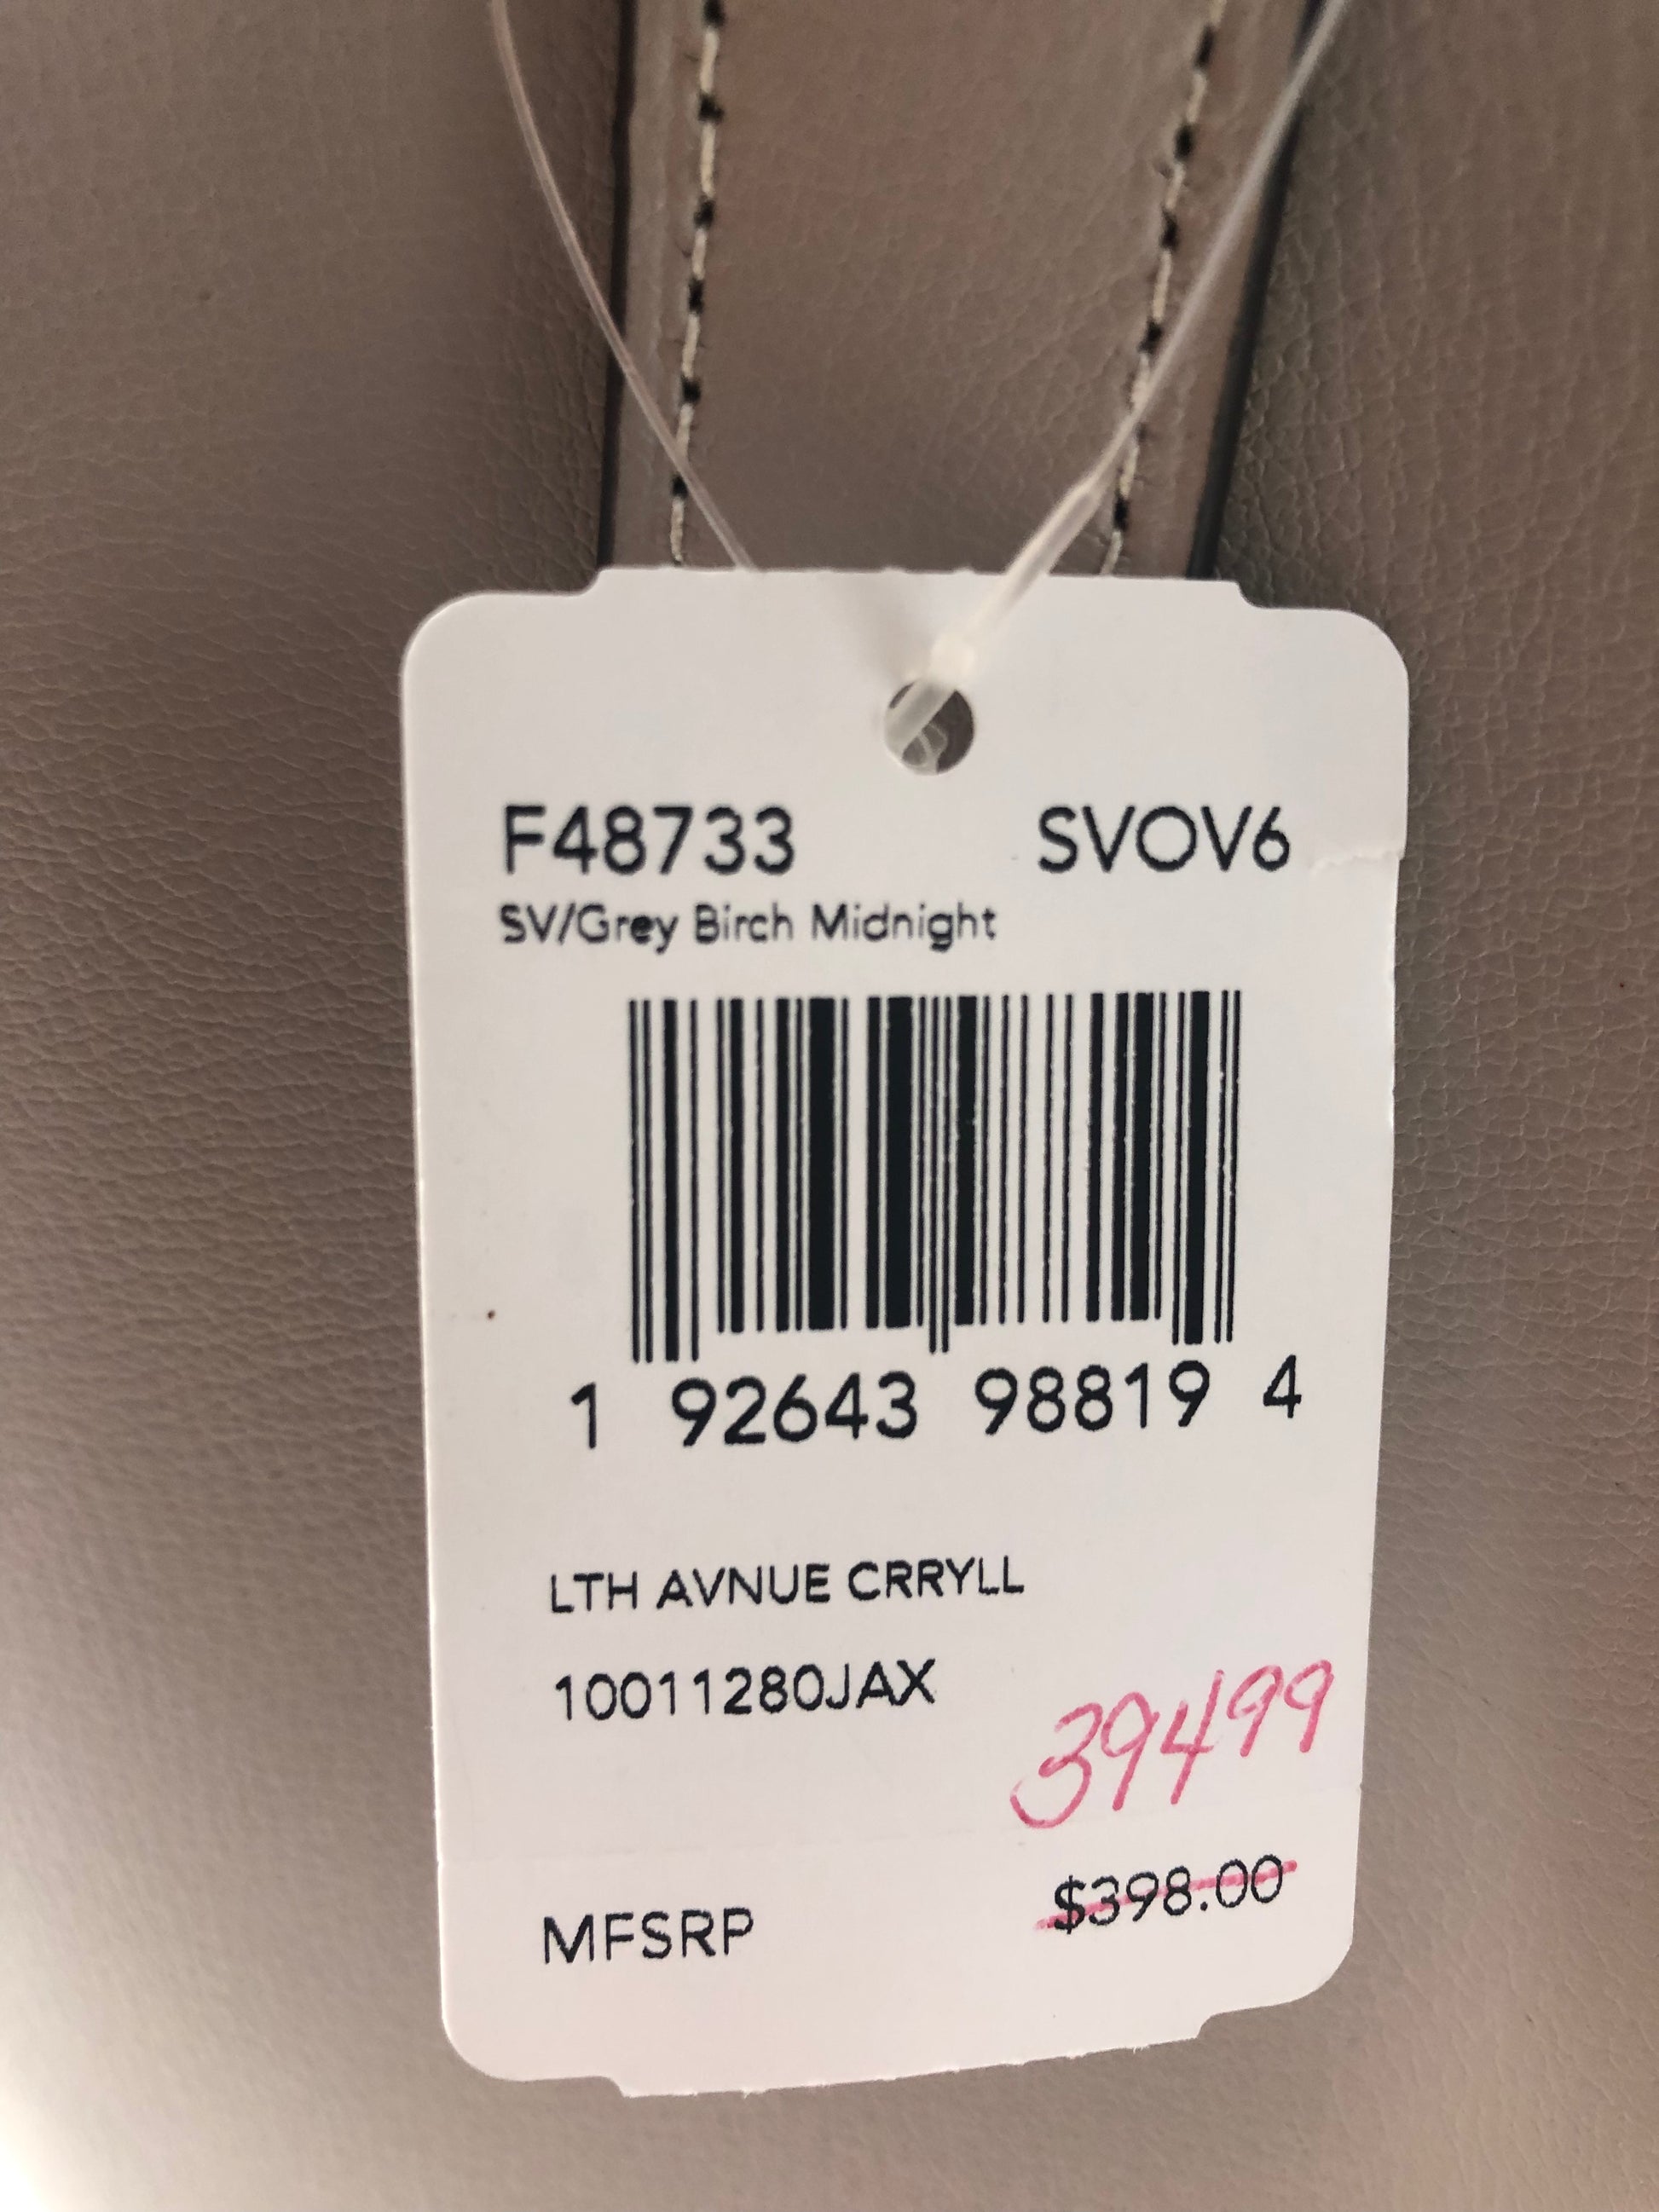 F48733 SVOV6
SV/Grey Birch Midnight
1 92643 98819 4
LTH AVNUE CRRYLL
10011280JAX
39499
MFSRP $398.00